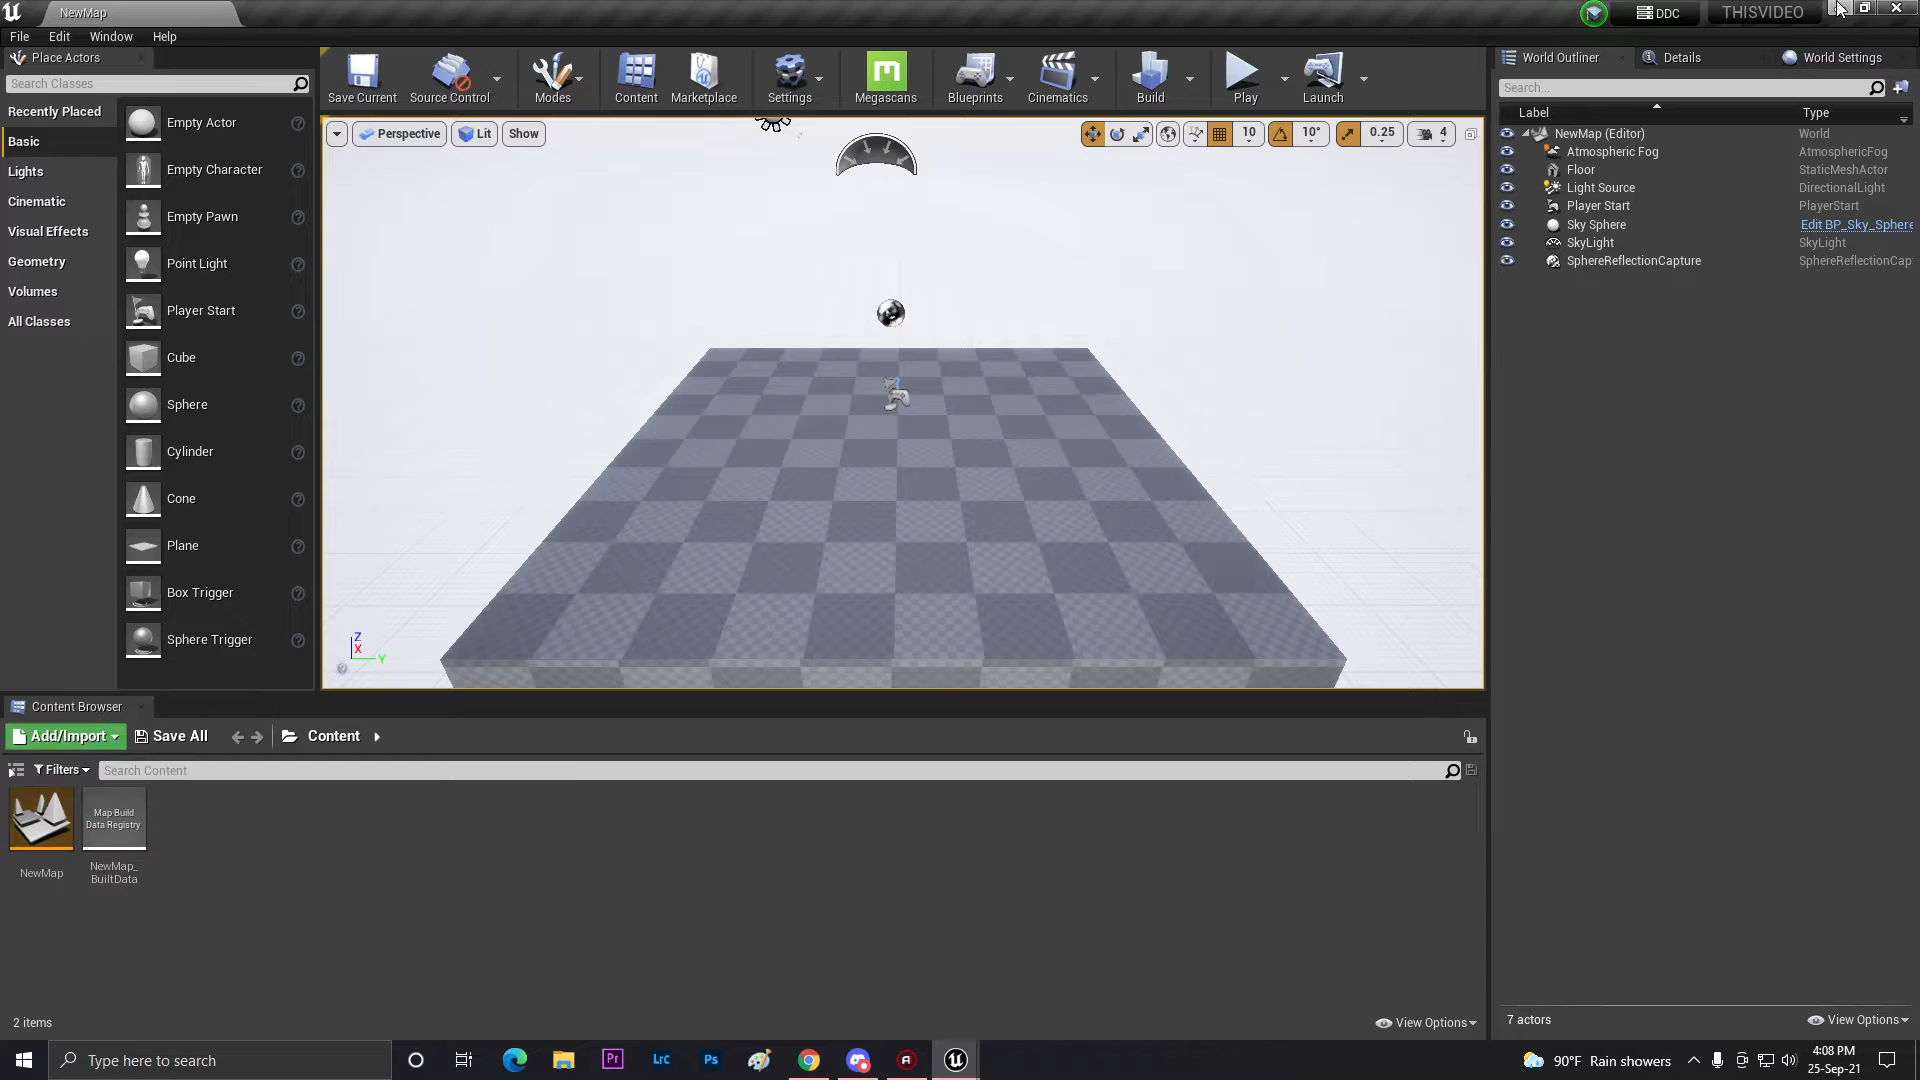 NewMap
DDC
THISVIDEO
File Edit Window Help
Place Actors
Search Classes
Recently Placed
Basic
Lights
Cinematic
Visual Effects
Geometry
Volumes
All Classes
Empty Actor
Empty Character
Empty Pawn
Point Light
Player Start
Cube
Sphere
Cylinder
Cone
Plane
Box Trigger
Sphere Trigger
Save Current Source Control Modes Content Marketplace Settings Megascans Blueprints Cinematics Build Play Launch
Perspective Lit Show
10 10° 0.25 4
Z
X
Y
World Outliner Details World Settings
Search...
Label Type
NewMap (Editor) World
Atmospheric Fog AtmosphericFog
Floor StaticMeshActor
Light Source DirectionalLight
Player Start PlayerStart
Sky Sphere Edit BP_Sky_Sphere
SkyLight SkyLight
SphereReflectionCapture SphereReflectionCap
7 actors View Options
Content Browser
Add/Import Save All Content
Filters Search Content
Map Build
Data Registry
NewMap
NewMap_
BuiltData
2 items View Options
Type here to search
Pr Lrc Ps
90°F Rain showers
4:08 PM
25-Sep-21